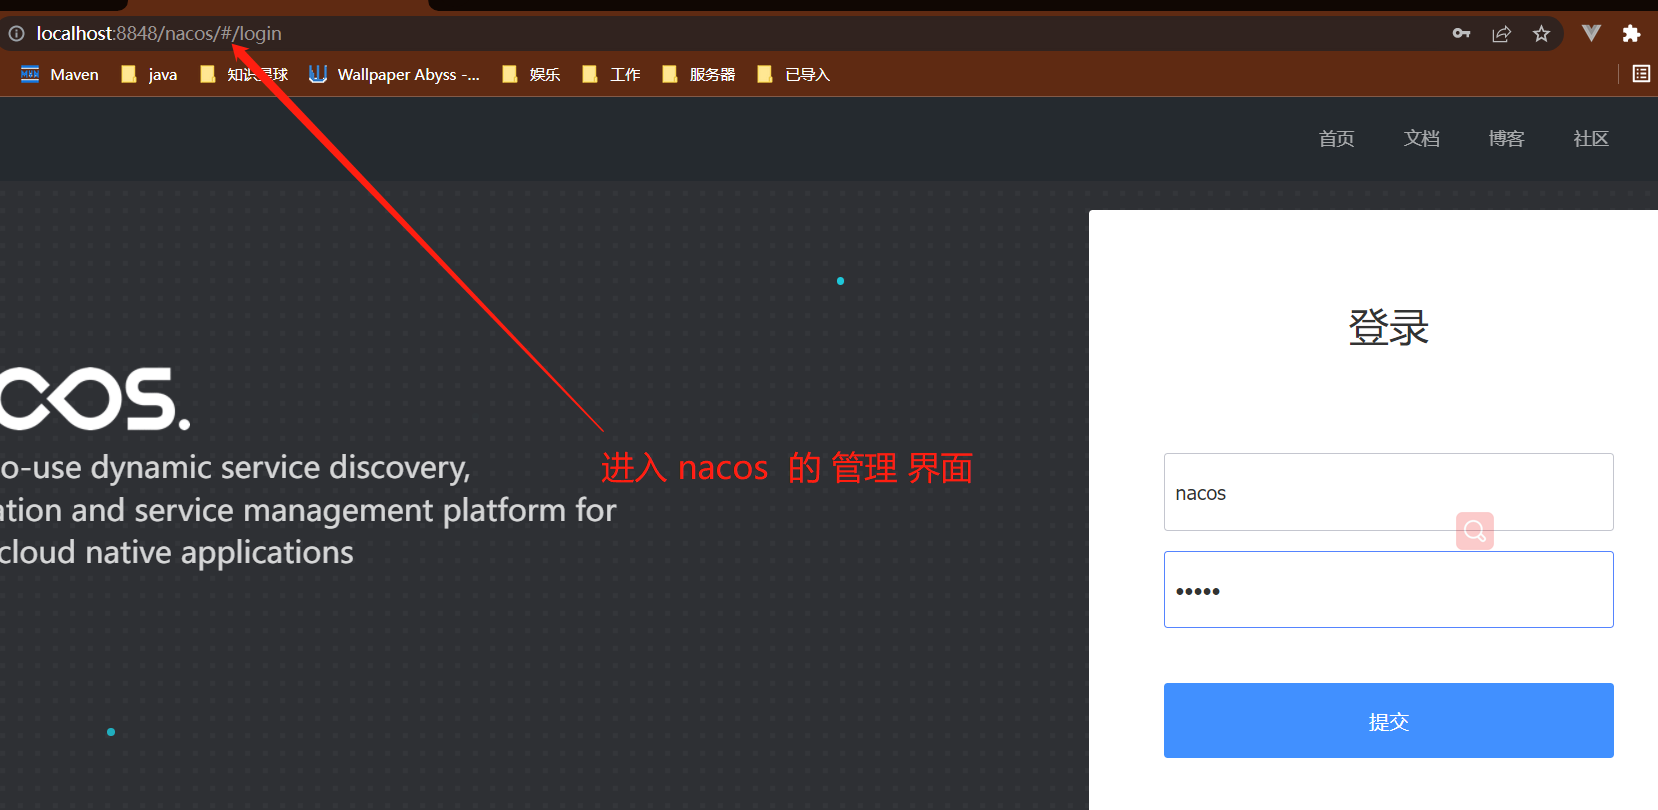 localhost:8848/nacos/#/login
Maven java 知识星球 Wallpaper Abyss -... 娱乐 工作 服务器 已导入
首页 文档 博客 社区
登录
cos.
o-use dynamic service discovery,
进入 nacos 的 管理 界面
nacos
ation and service management platform for
cloud native applications
•••••
提交